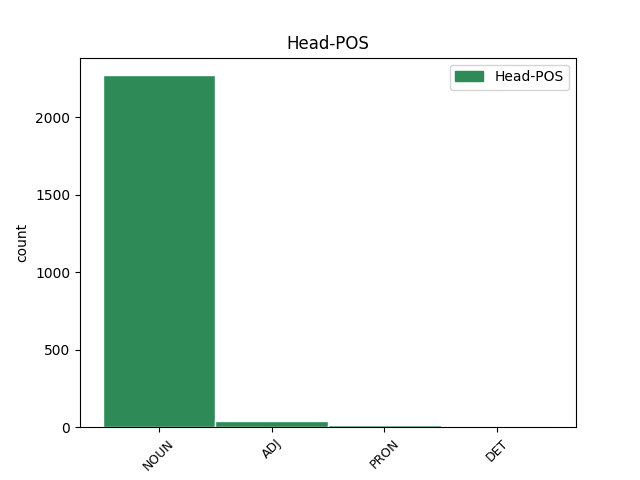 Head-POS
Head-POS
2000
1500
1000
500
0
count
NOUN
ADJ
PRON
DET